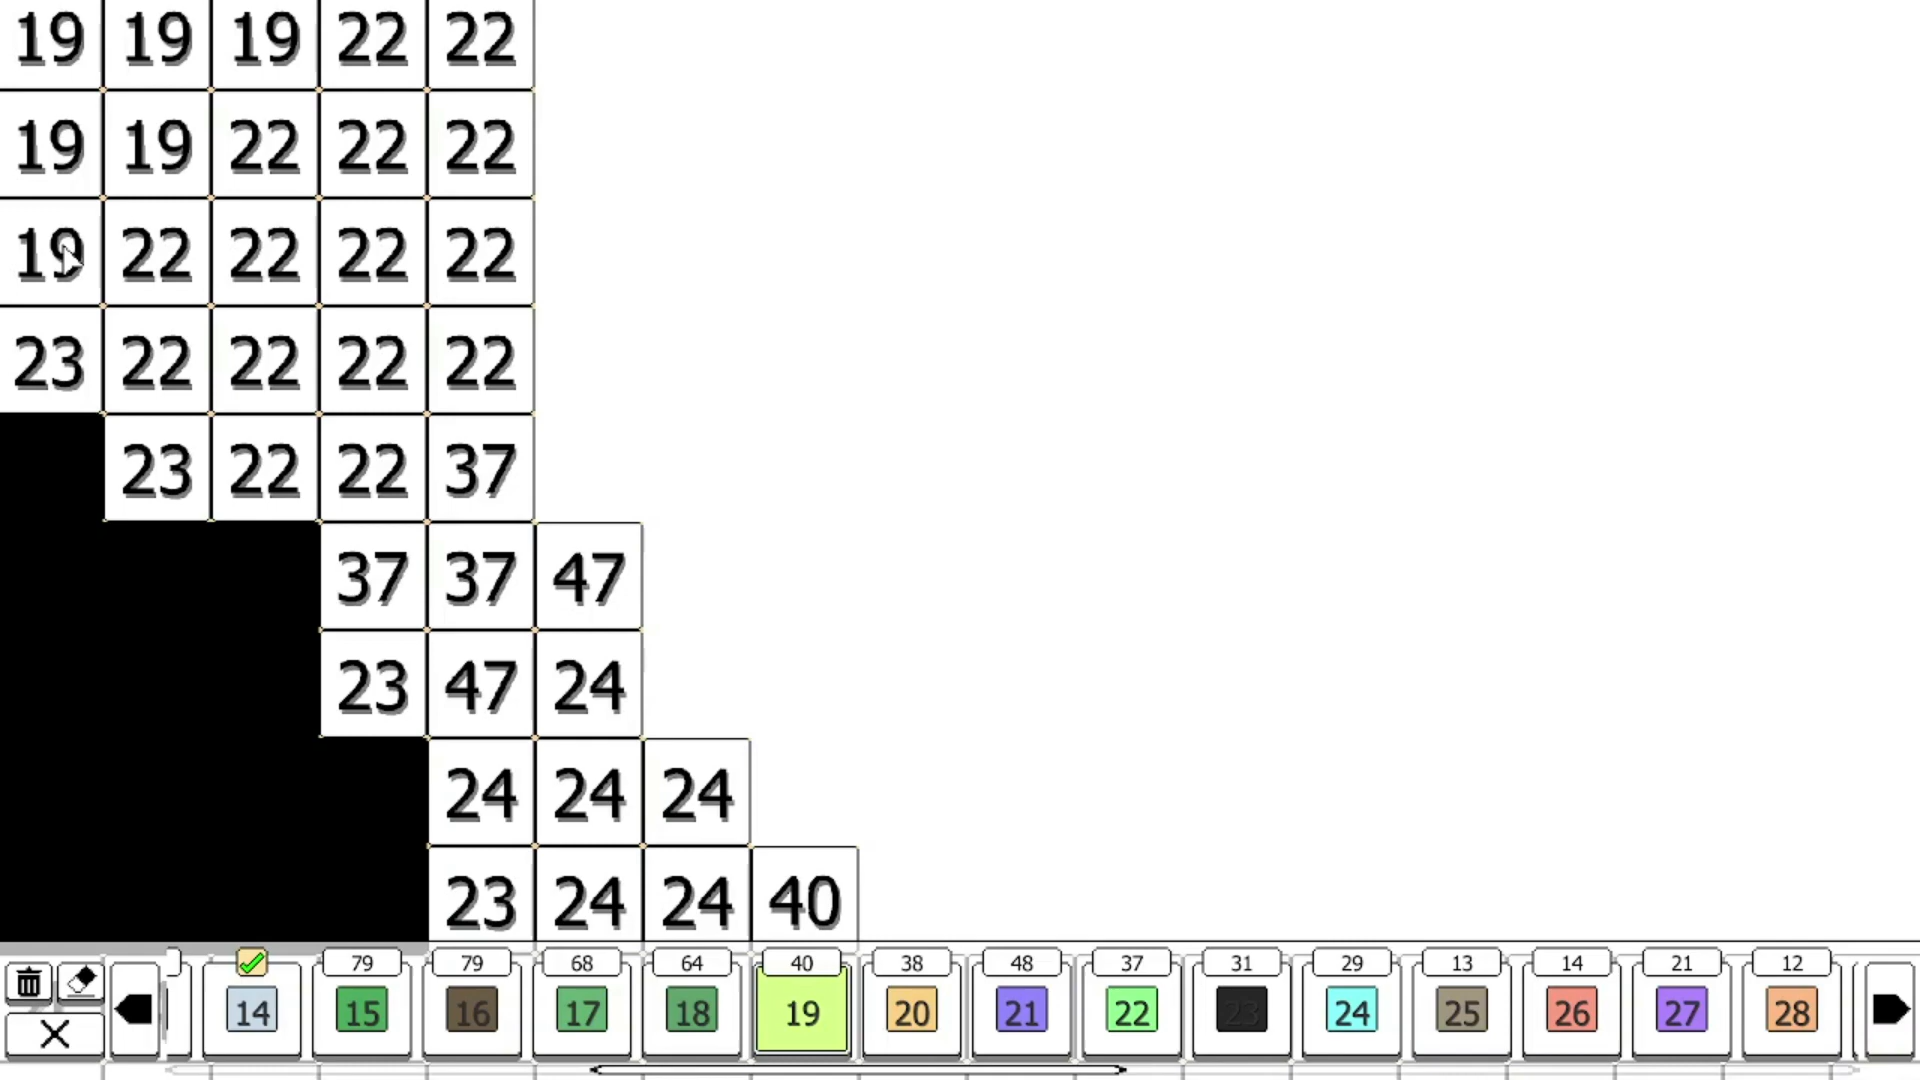 19 19 19 22 22
19 19 22 22 22
19 22 22 22 22
23 22 22 22 22
23 22 22 37
37 37 47
23 47 24
24 24 24
23 24 24 40
79 79 68 64 40 38 48 37 31 29 13 14 21 12
14 15 16 17 18 19 20 21 22 23 24 25 26 27 28